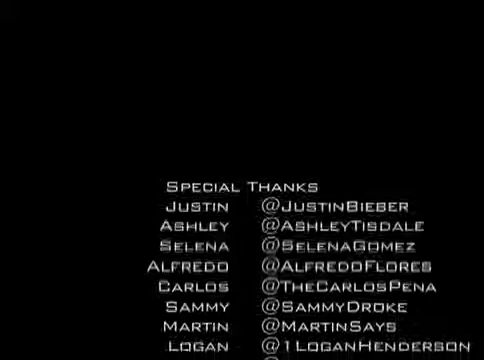 Special Thanks
Justin @JustinBieber
Ashley @AshleyTisdale
Selena @SelenaGomez
Alfredo @AlfredoFlores
Carlos @TheCarlosPena
Sammy @SammyDroke
Martin @MartinSays
Logan @1LoganHenderson